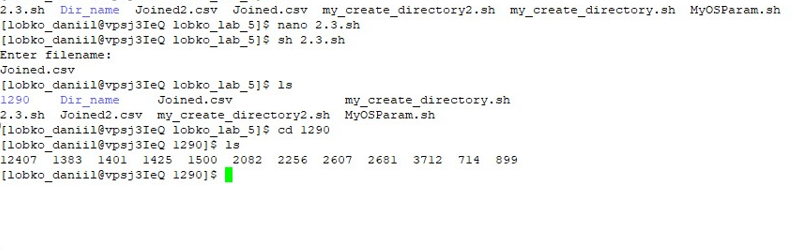 2.3.sh  Dir_name  Joined2.csv  Joined.csv  my_create_directory2.sh  my_create_directory.sh  MyOSParam.sh
[lobko_daniil@vpsj3IeQ lobko_lab_5]$ nano 2.3.sh
[lobko_daniil@vpsj3IeQ lobko_lab_5]$ sh 2.3.sh
Enter filename:
Joined.csv
[lobko_daniil@vpsj3IeQ lobko_lab_5]$ ls
1290    Dir_name     Joined.csv               my_create_directory.sh
2.3.sh  Joined2.csv  my_create_directory2.sh  MyOSParam.sh
[lobko_daniil@vpsj3IeQ lobko_lab_5]$ cd 1290
[lobko_daniil@vpsj3IeQ 1290]$ ls
12407  1383  1401  1425  1500  2082  2256  2607  2681  3712  714  899
[lobko_daniil@vpsj3IeQ 1290]$